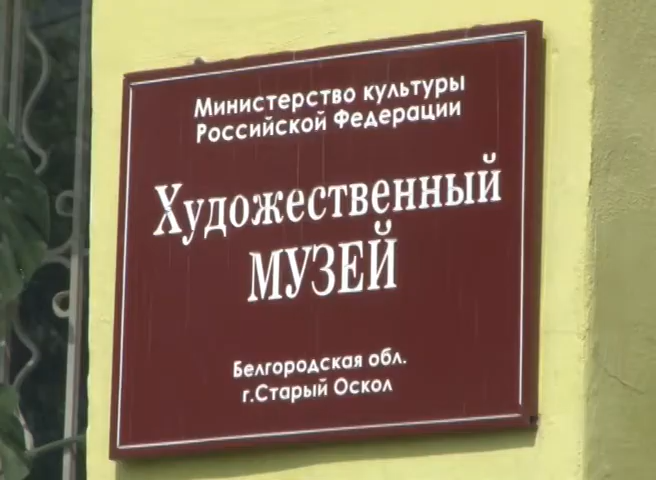 Министерство культуры
Российской Федерации
Художественный
МУЗЕЙ
Белгородская обл.
г.Старый Оскол